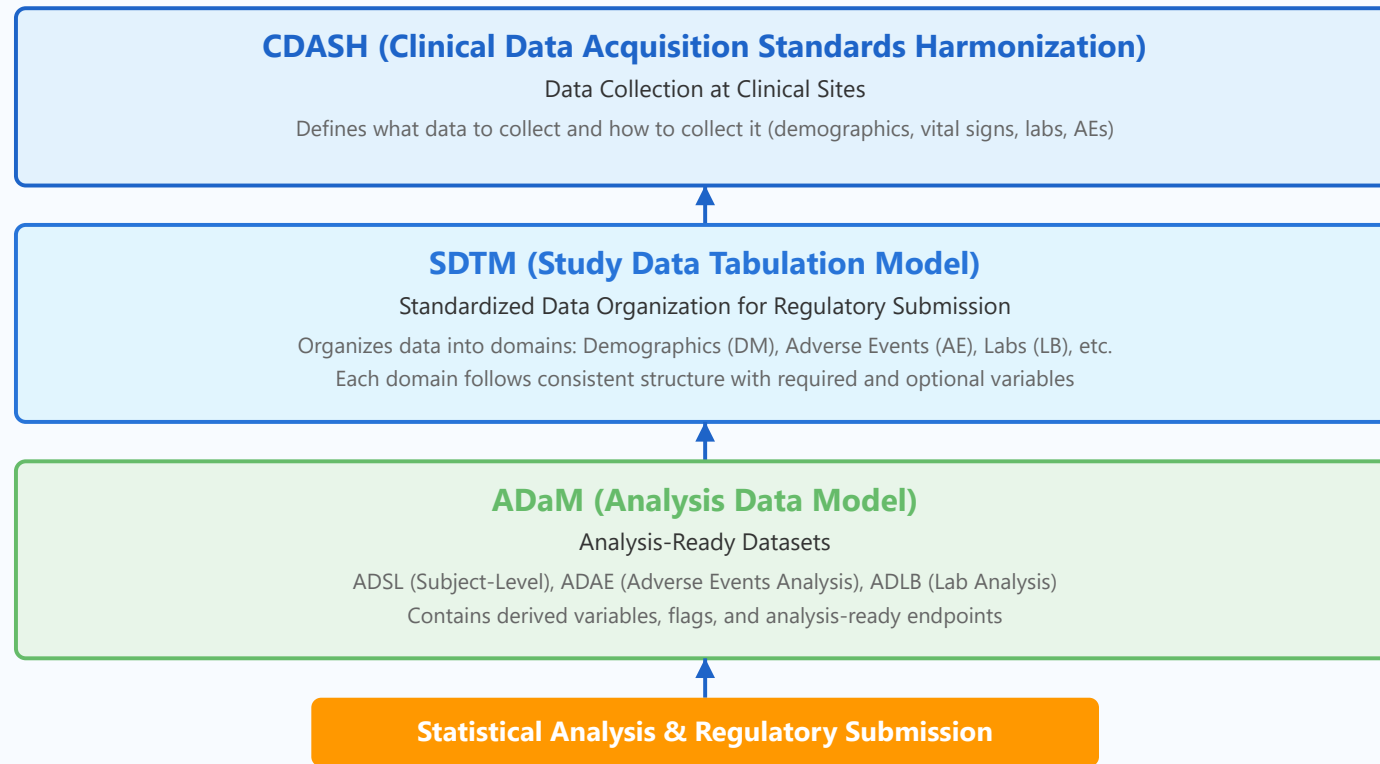 CDASH (Clinical Data Acquisition Standards Harmonization)
Data Collection at Clinical Sites
Defines what data to collect and how to collect it (demographics, vital signs, labs, AEs)
SDTM (Study Data Tabulation Model)
Standardized Data Organization for Regulatory Submission
Organizes data into domains: Demographics (DM), Adverse Events (AE), Labs (LB), etc.
Each domain follows consistent structure with required and optional variables
ADaM (Analysis Data Model)
Analysis-Ready Datasets
ADSL (Subject-Level), ADAE (Adverse Events Analysis), ADLB (Lab Analysis)
Contains derived variables, flags, and analysis-ready endpoints
Statistical Analysis & Regulatory Submission